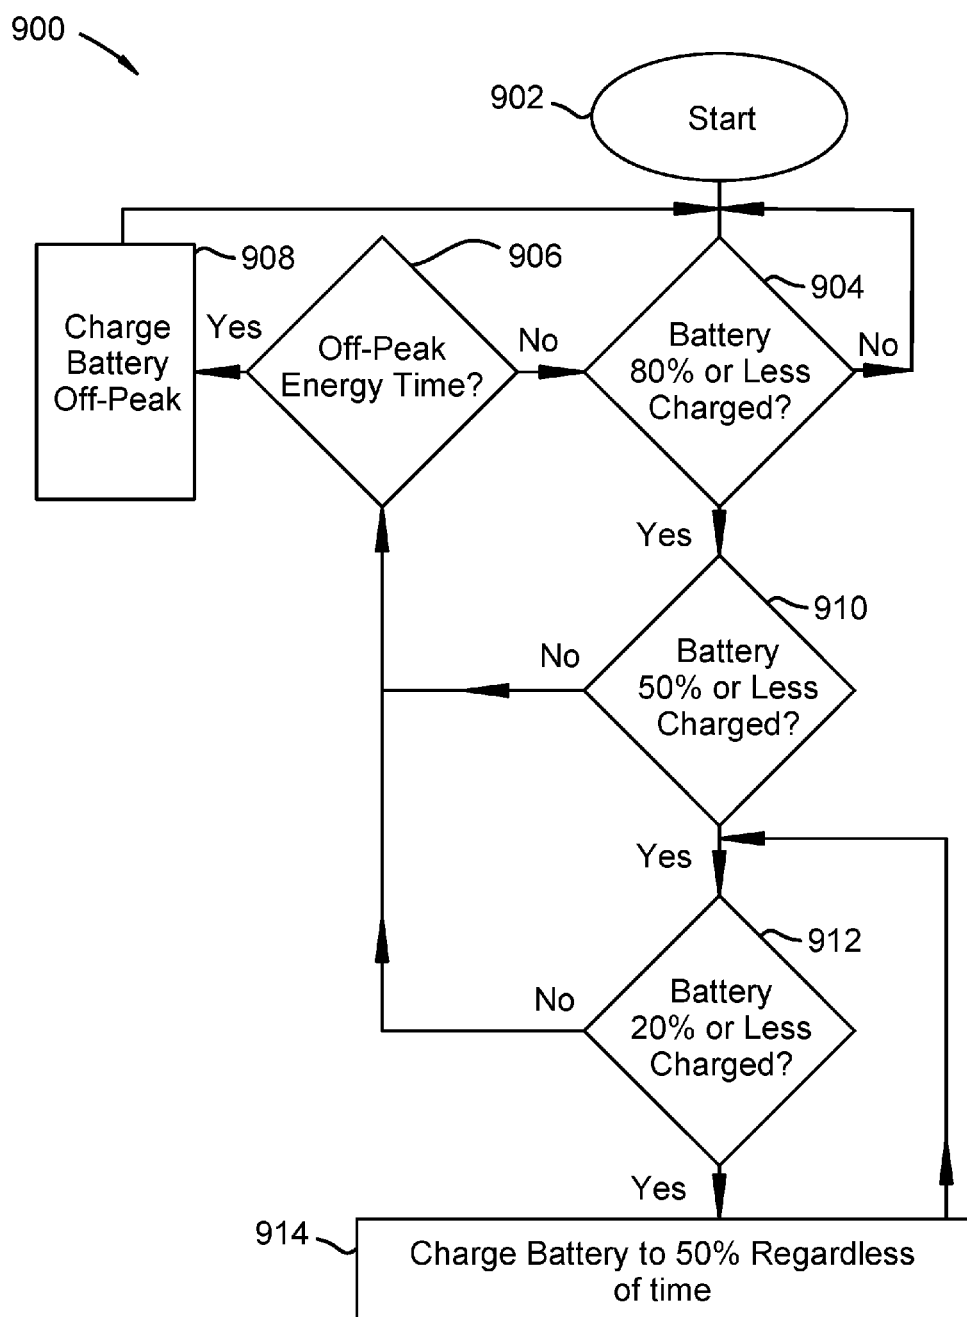 900
902
Start
908
906
904
Charge
Battery
Off-Peak
Yes
Off-Peak
Energy Time?
No
Battery
80% or Less
Charged?
No
Yes
910
No
Battery
50% or Less
Charged?
Yes
912
No
Battery
20% or Less
Charged?
Yes
914
Charge Battery to 50% Regardless
of time